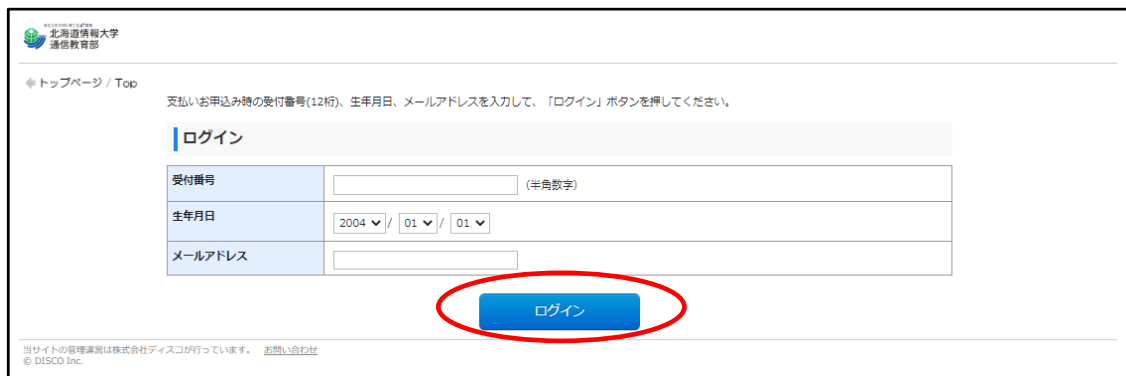 北海道情報大学
通信教育部
トップページ / Top
支払いお申込み時の受付番号(12桁)、生年月日、メールアドレスを入力して、「ログイン」ボタンを押してください。
ログイン
受付番号 (半角数字)
生年月日 2004 / 01 / 01
メールアドレス
ログイン
当サイトの管理運営は株式会社ディスコが行っています。 お問い合わせ
© DISCO Inc.